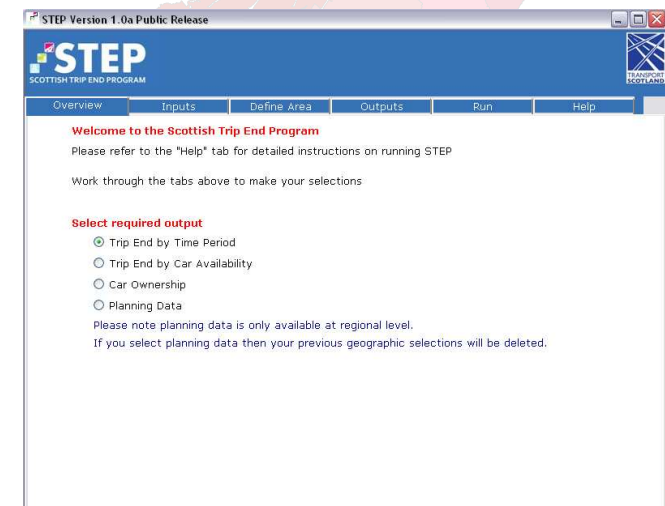 STEP Version 1.0a Public Release
STEP
SCOTTISH TRIP END PROGRAM
TRANSPORT
SCOTLAND
Overview Inputs Define Area Outputs Run Help
Welcome to the Scottish Trip End Program
Please refer to the "Help" tab for detailed instructions on running STEP
Work through the tabs above to make your selections
Select required output
Trip End by Time Period
Trip End by Car Availability
Car Ownership
Planning Data
Please note planning data is only available at regional level.
If you select planning data then your previous geographic selections will be deleted.